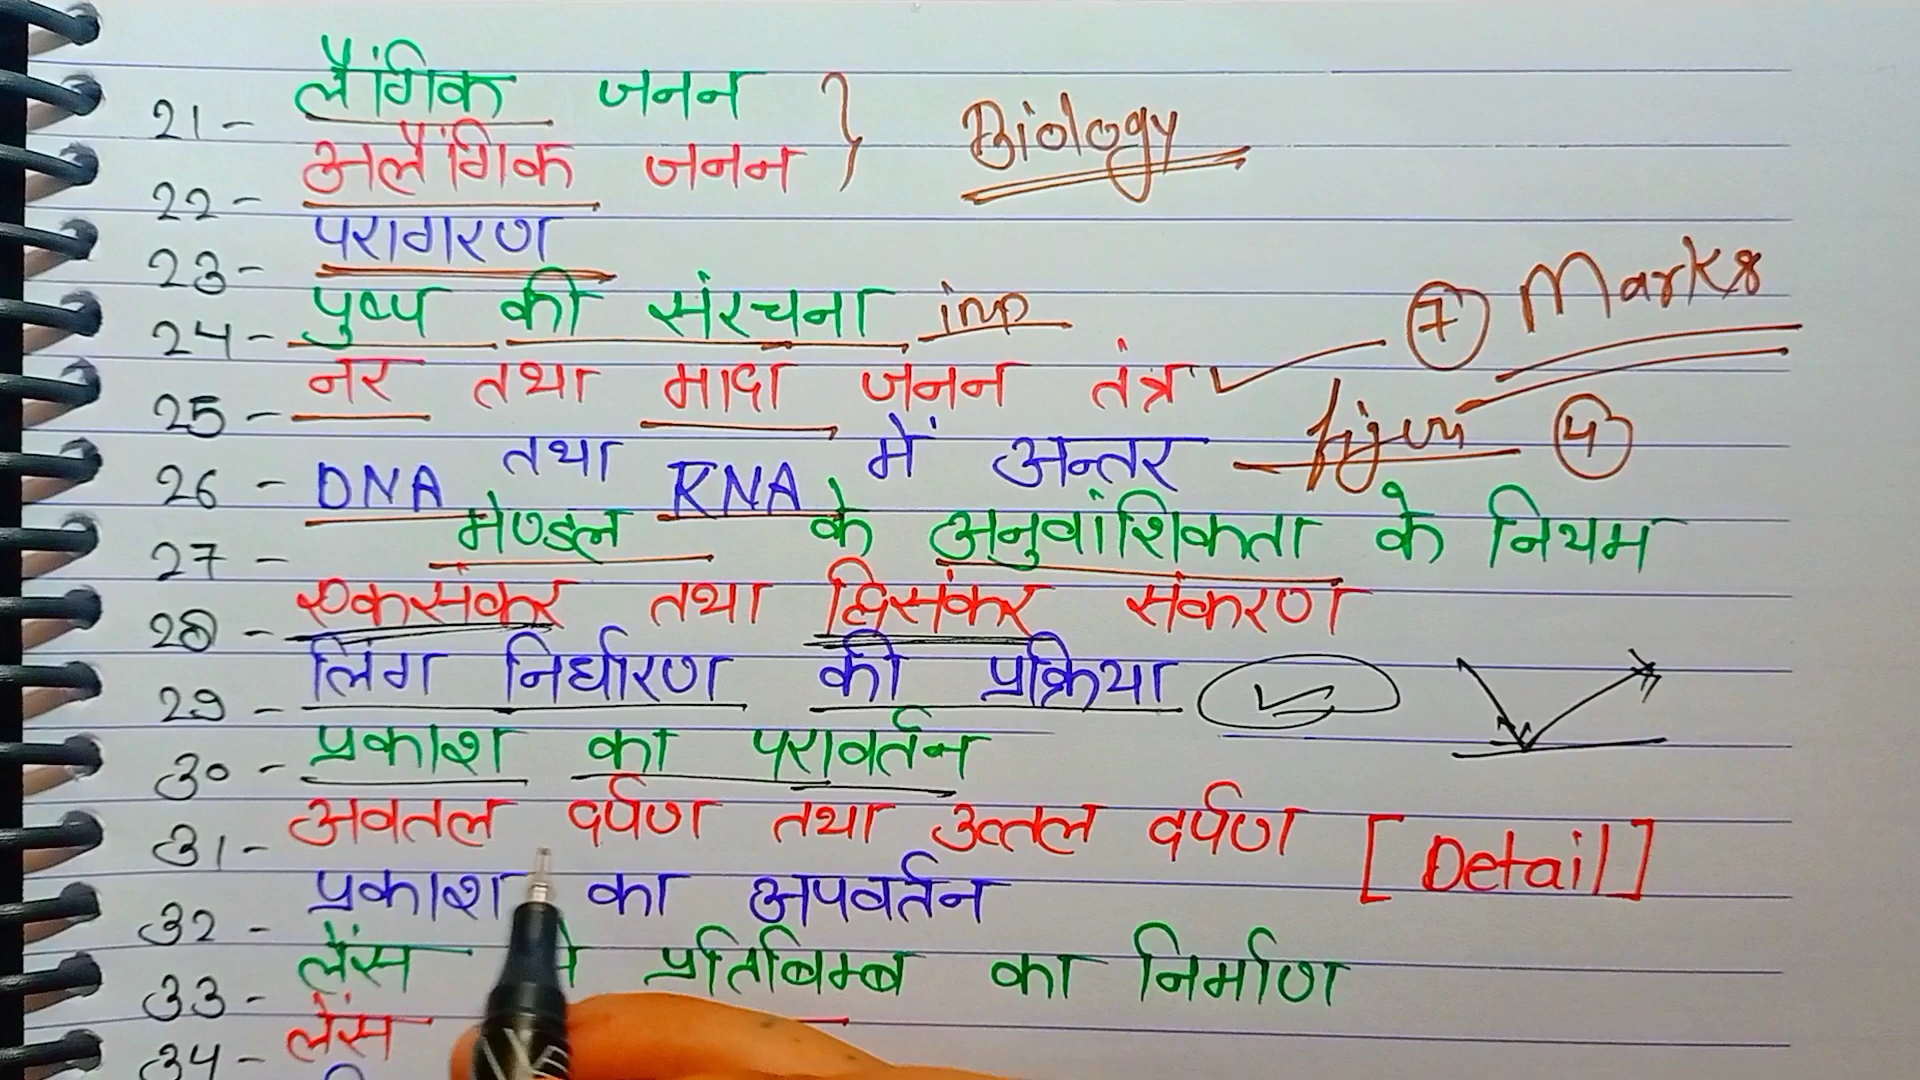 21- लैंगिक जनन } Biology
22- अलैंगिक जनन
23- परागरण
24- पुष्प की संरचना imp
7 Marks
25- नर तथा मादा जनन तंत्र
26- DNA तथा RNA में अन्तर
27- मेण्डल के अनुवांशिकता के नियम
28- एकसंकर तथा द्विसंकर संकरण
29- लिंग निर्धारण की प्रक्रिया
30- प्रकाश का परावर्तन
31- अवतल दर्पण तथा उत्तल दर्पण [Detail]
32- प्रकाश का अपवर्तन
33- लेंस प्रतिबिम्ब का निर्माण
34- लेंस